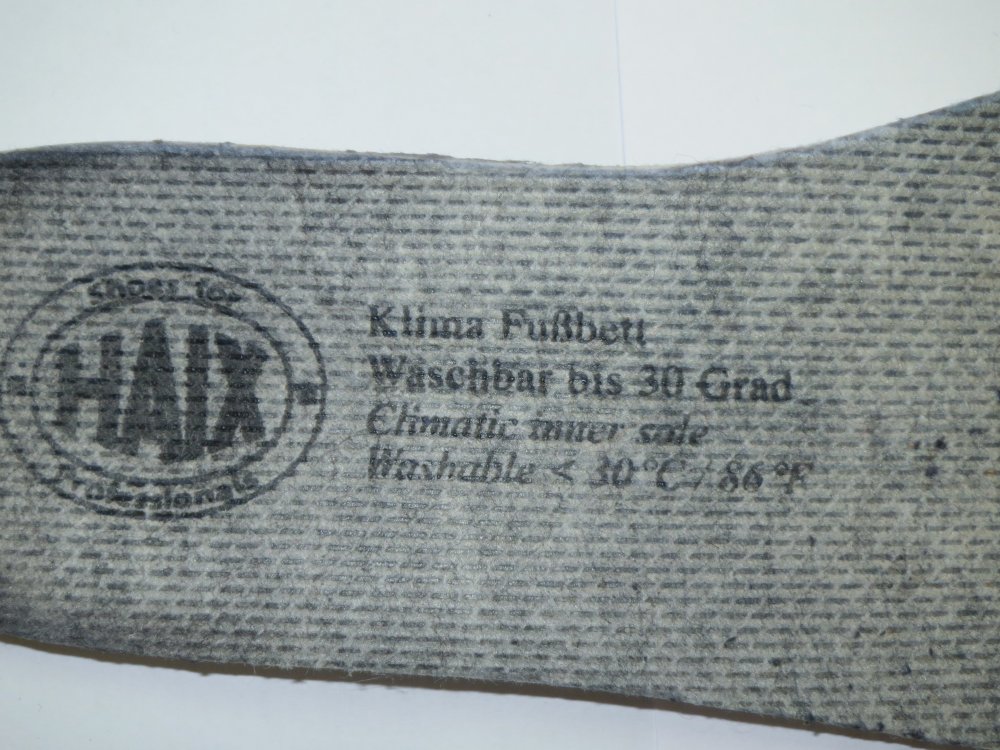 Shoes for
HAIX
Professionals
Klima Fußbett
Waschbar bis 30 Grad
Climatic inner sole
Washable < 30°C / 86°F